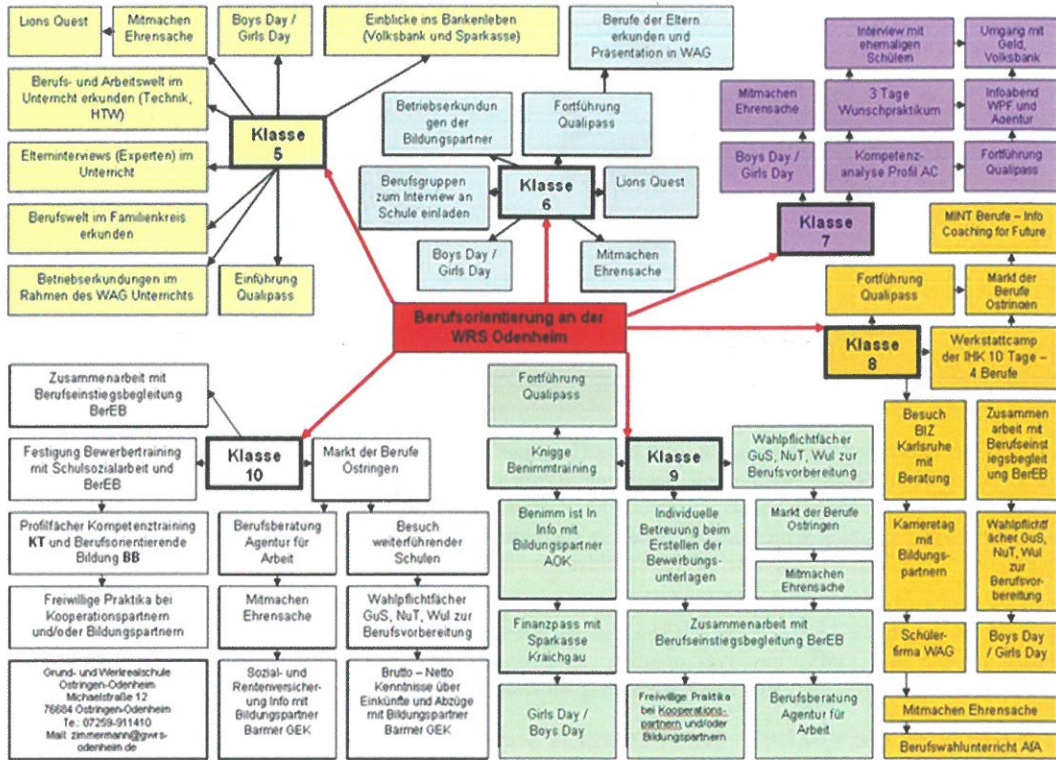 Lions Quest
Mitmachen
Ehrensache
Boys Day /
Girls Day
Einblicke ins Bankenleben
(Volksbank und Sparkasse)
Berufs- und Arbeitswelt im
Unterricht erkunden (Technik,
HTW)
Klasse
5
Elterninterviews (Experten) im
Unterricht
Berufswelt im Familienkreis
erkunden
Betriebserkundungen im
Rahmen des WAG Unterrichts
Einführung
Qualipass
Berufe der Eltern
erkunden und
Präsentation in WAG
Betriebserkundun
gen der
Bildungspartner
Fortführung
Qualipass
Berufsgruppen
zum Interview an
Schule einladen
Klasse
6
Lions Quest
Boys Day /
Girls Day
Mitmachen
Ehrensache
Interview mit
ehemaligen
Schülern
Umgang mit
Geld,
Volksbank
Mitmachen
Ehrensache
3 Tage
Wunschpraktikum
Infoabend
WPF und
Agentur
Boys Day /
Girls Day
Kompetenz-
analyse Profil AC
Fortführung
Qualipass
Klasse
7
MINT Berufe – Info
Coaching for Future
Fortführung
Qualipass
Markt der
Berufe
Östringen
Klasse
8
Werkstattcamp
der IHK 10 Tage –
4 Berufe
Besuch
BIZ
Karlsruhe
mit
Beratung
Zusammen
arbeit mit
Berufseinst
iegsbegleit
ung BerEB
Karrieretag
mit
Bildungs-
partnern
Wahlpflichtf
ächer GuS,
NuT, WuI
zur
Berufsvor-
bereitung
Schüler-
firma WAG
Boys Day
/ Girls Day
Mitmachen Ehrensache
Berufswahlunterricht AfA
Berufsorientierung an der
WRS Odenheim
Fortführung
Qualipass
Knigge
Benimmtraining
Klasse
9
Wahlpflichtfächer
GuS, NuT, WuI zur
Berufsvorbereitung
Benimm ist In
Info mit
Bildungspartner
AOK
Individuelle
Betreuung beim
Erstellen der
Bewerbungs-
unterlagen
Markt der Berufe
Östringen
Mitmachen
Ehrensache
Finanzpass mit
Sparkasse
Kraichgau
Zusammenarbeit mit
Berufseinstiegsbegleitung BerEB
Girls Day /
Boys Day
Freiwillige Praktika
bei Kooperations-
partnern und/oder
Bildungspartnern
Berufsberatung
Agentur für
Arbeit
Zusammenarbeit mit
Berufseinstiegsbegleitung
BerEB
Festigung Bewerbertraining
mit Schulsozialarbeit und
BerEB
Klasse
10
Markt der Berufe
Östringen
Profilfächer Kompetenztraining
KT und Berufsorientierende
Bildung BB
Berufsberatung
Agentur für
Arbeit
Besuch
weiterführender
Schulen
Freiwillige Praktika bei
Kooperationspartnern
und/oder Bildungspartnern
Mitmachen
Ehrensache
Wahlpflichtfächer
GuS, NuT, WuI zur
Berufsvorbereitung
Grund- und Werkrealschule
Östringen-Odenheim
Michaelstraße 12
76684 Östringen-Odenheim
Te.: 07259-911410
Mail: zimmermann@gwrs-
odenheim.de
Sozial- und
Rentenversicher-
ung Info mit
Bildungspartner
Barmer GEK
Brutto – Netto
Kenntnisse über
Einkünfte und Abzüge
mit Bildungspartner
Barmer GEK